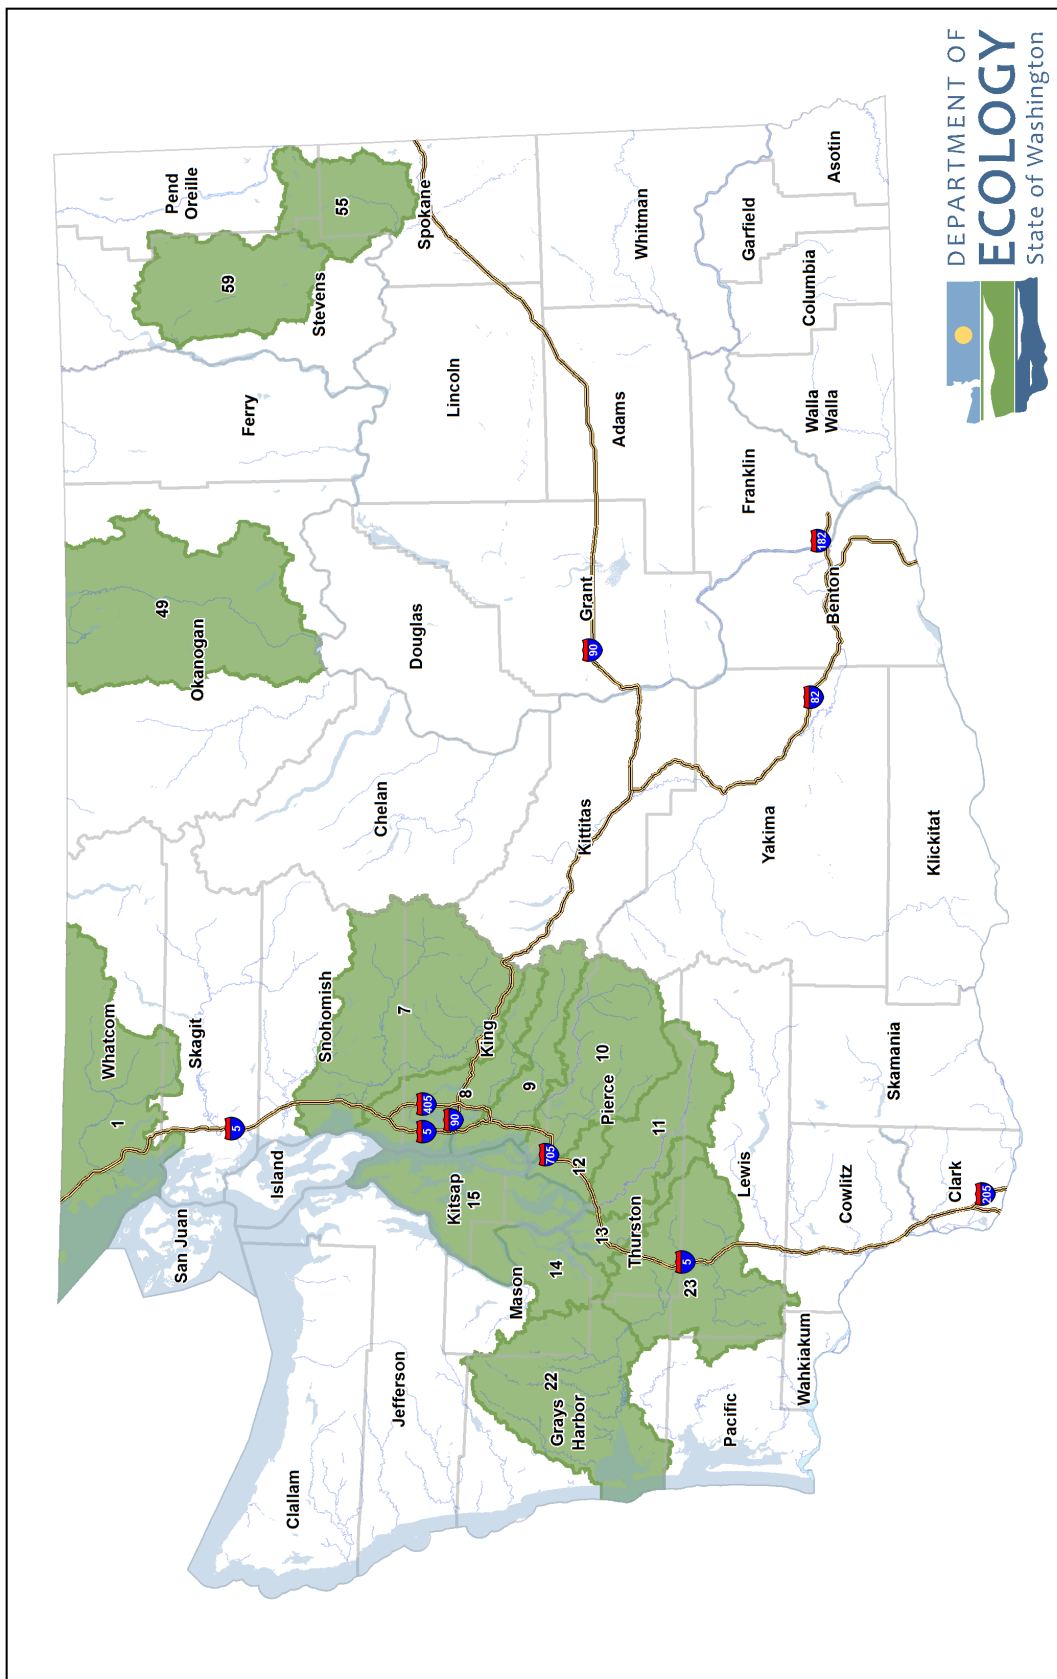 Whatcom
1
San Juan
Skagit
5
Island
Snohomish
Clallam
Jefferson
7
Chelan
Okanogan
49
Ferry
59
Stevens
Pend
Oreille
55
Spokane
Lincoln
Douglas
405
5
90
8
King
Kitsap
15
Mason
14
9
705
12
13
10
Pierce
11
Thurston
22
Grays
Harbor
23
5
Kittitas
Grant
90
Adams
Whitman
Pacific
Lewis
Yakima
Franklin
Garfield
Columbia
Walla
Walla
Asotin
182
Benton
82
Wahkiakum
Cowlitz
Skamania
Klickitat
Clark
205
DEPARTMENT OF
ECOLOGY
State of Washington